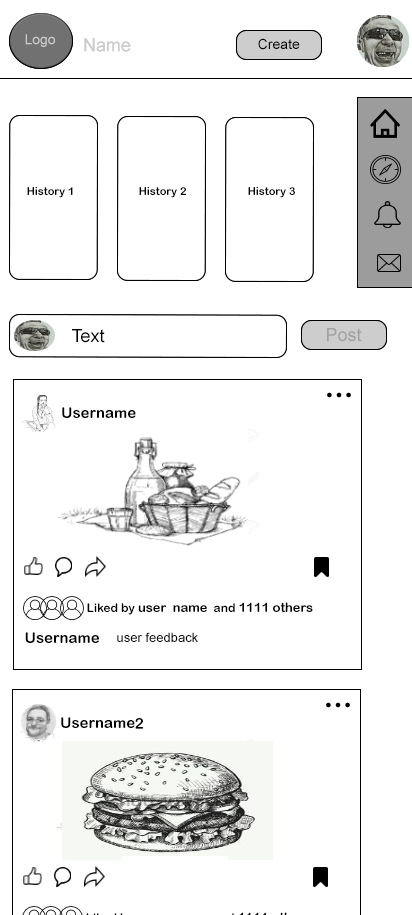 Logo
Name
Create
History 1
History 2
History 3
Text
Post
Username
Liked by user name and 1111 others
Username user feedback
Username2